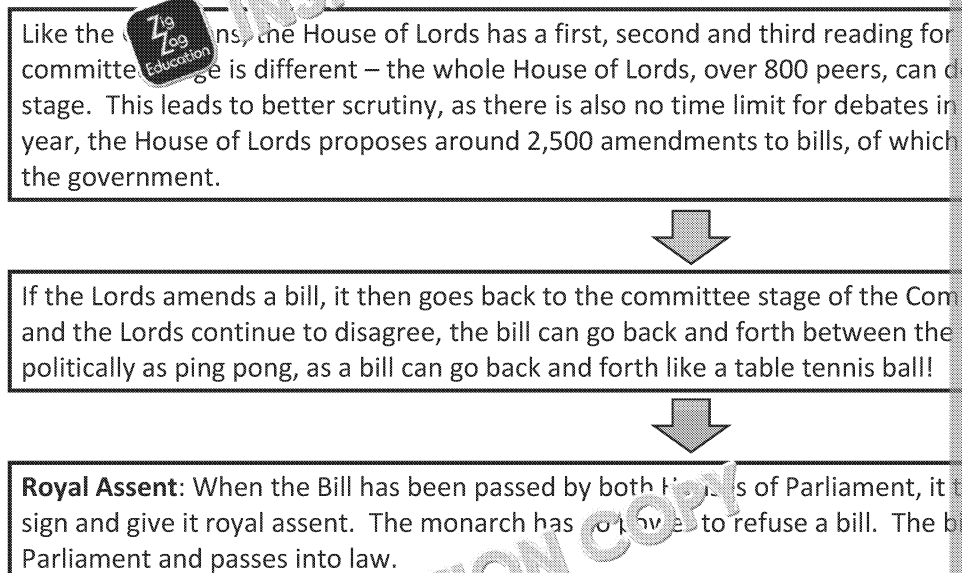 Zig Zag Education
Like the the House of Lords has a first, second and third reading for
is different – the whole House of Lords, over 800 peers, can
stage. This leads to better scrutiny, as there is also no time limit for debates in
year, the House of Lords proposes around 2,500 amendments to bills, of which
the government.
If the Lords amends a bill, it then goes back to the committee stage of the Com
and the Lords continue to disagree, the bill can go back and forth between the
politically as ping pong, as a bill can go back and forth like a table tennis ball!
Royal Assent: When the Bill has been passed by both of Parliament, it
sign and give it royal assent. The monarch has to refuse a bill. The
Parliament and passes into law.
COPY